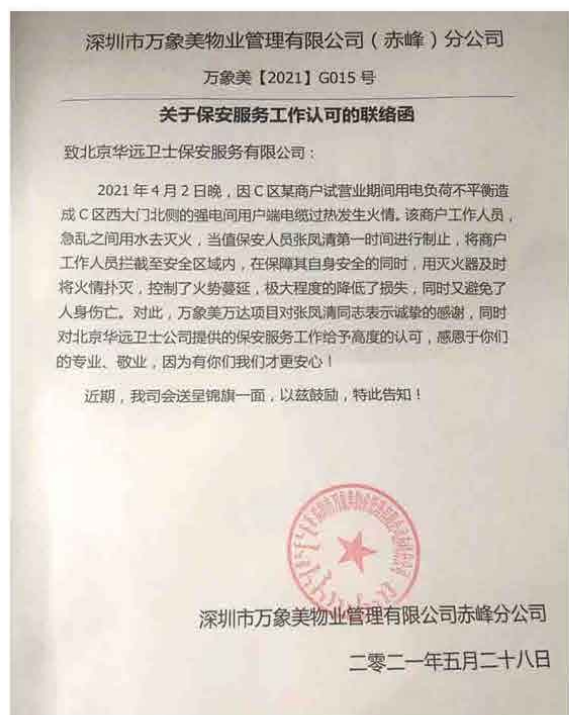 深圳市万象美物业管理有限公司（赤峰）分公司
万象美【2021】G015 号
关于保安服务工作认可的联络函
致北京华远卫士保安服务有限公司：
2021 年 4 月 2 日晚，因 C 区某商户试营业期间用电负荷不平衡造
成 C 区西大门北侧的强电间用户端电缆过热发生火情。该商户工作人员，
急乱之间用水去灭火，当值保安人员张凤清第一时间进行制止，将商户
工作人员拦截至安全区域内，在保障其自身安全的同时，用灭火器及时
将火情扑灭，控制了火势蔓延，极大程度的降低了损失，同时又避免了
人身伤亡。对此，万象美万达项目对张凤清同志表示诚挚的感谢，同时
对北京华远卫士公司提供的保安服务工作给予高度的认可，感恩于你们
的专业、敬业，因为有你们我们才更安心！
近期，我司会送呈锦旗一面，以兹鼓励，特此告知！
深圳市万象美物业管理有限公司赤峰分公司
二零二一年五月二十八日